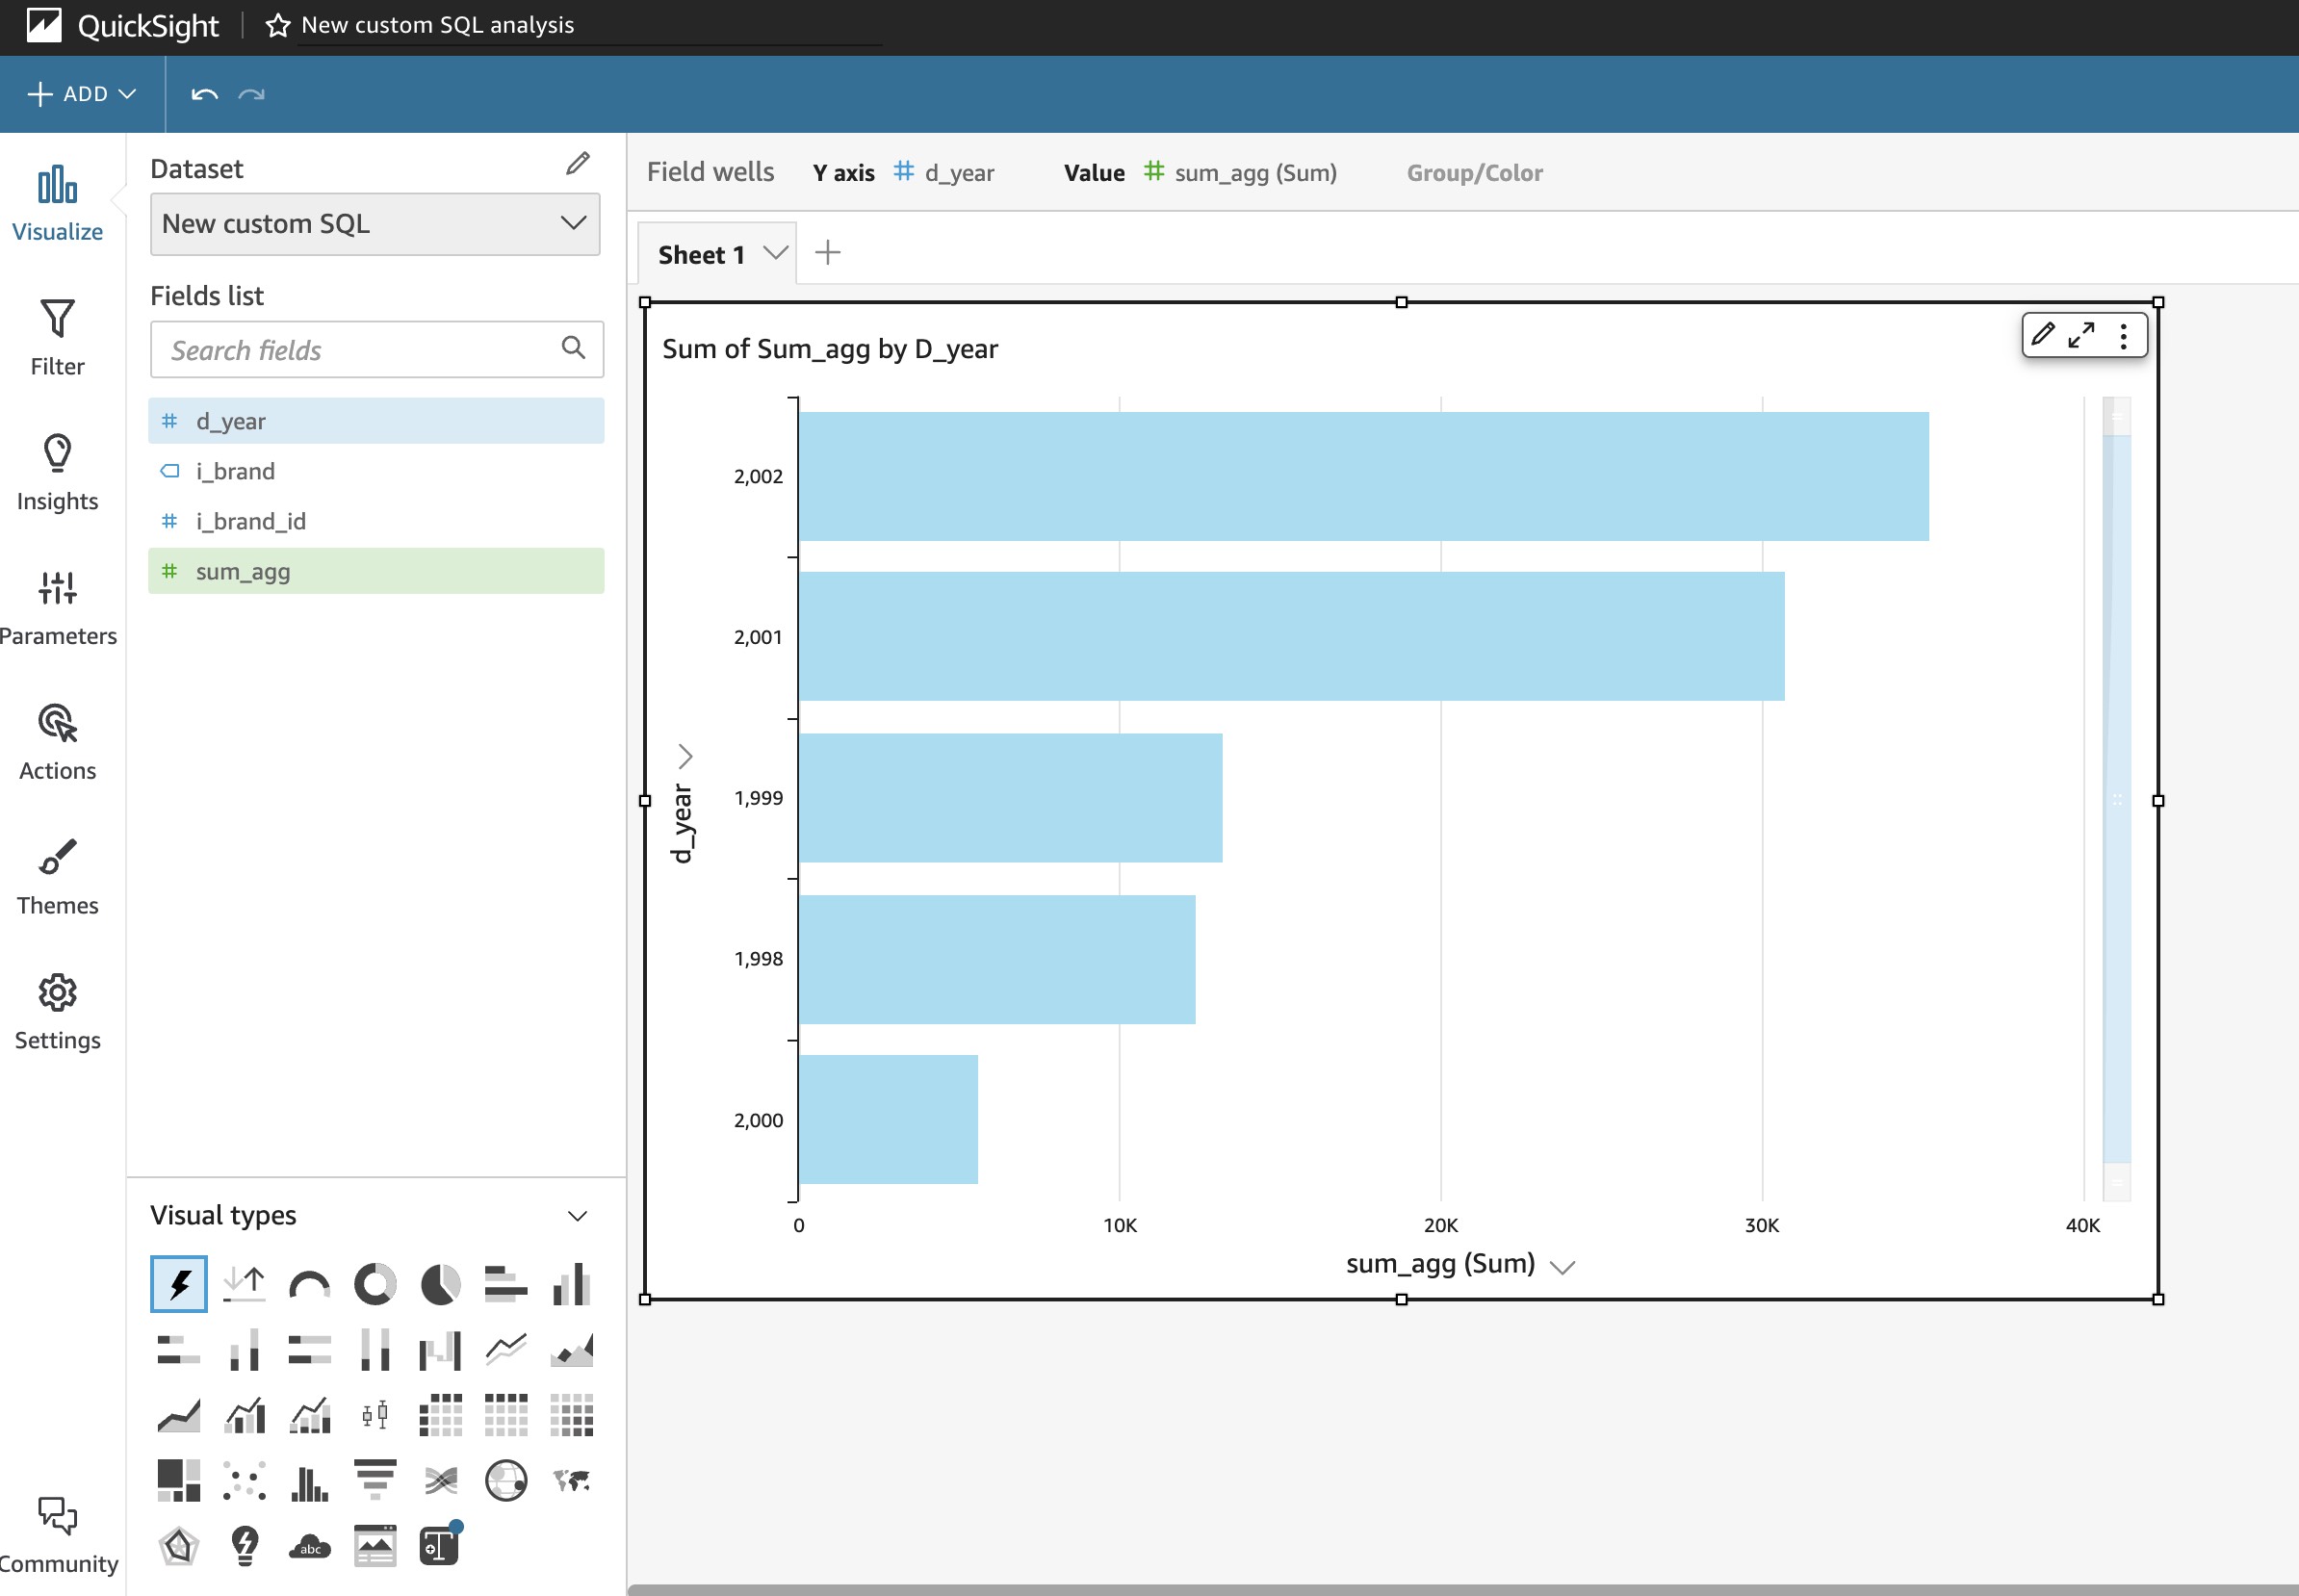 QuickSight
New custom SQL analysis
ADD
Visualize
Filter
Insights
Parameters
Actions
Themes
Settings
Community
Dataset
New custom SQL
Fields list
Search fields
d_year
i_brand
i_brand_id
sum_agg
Visual types
abc
Field wells Y axis d_year Value sum_agg (Sum) Group/Color
Sheet 1
Sum of Sum_agg by D_year
d_year
2,002
2,001
1,999
1,998
2,000
0 10K 20K 30K 40K
sum_agg (Sum)